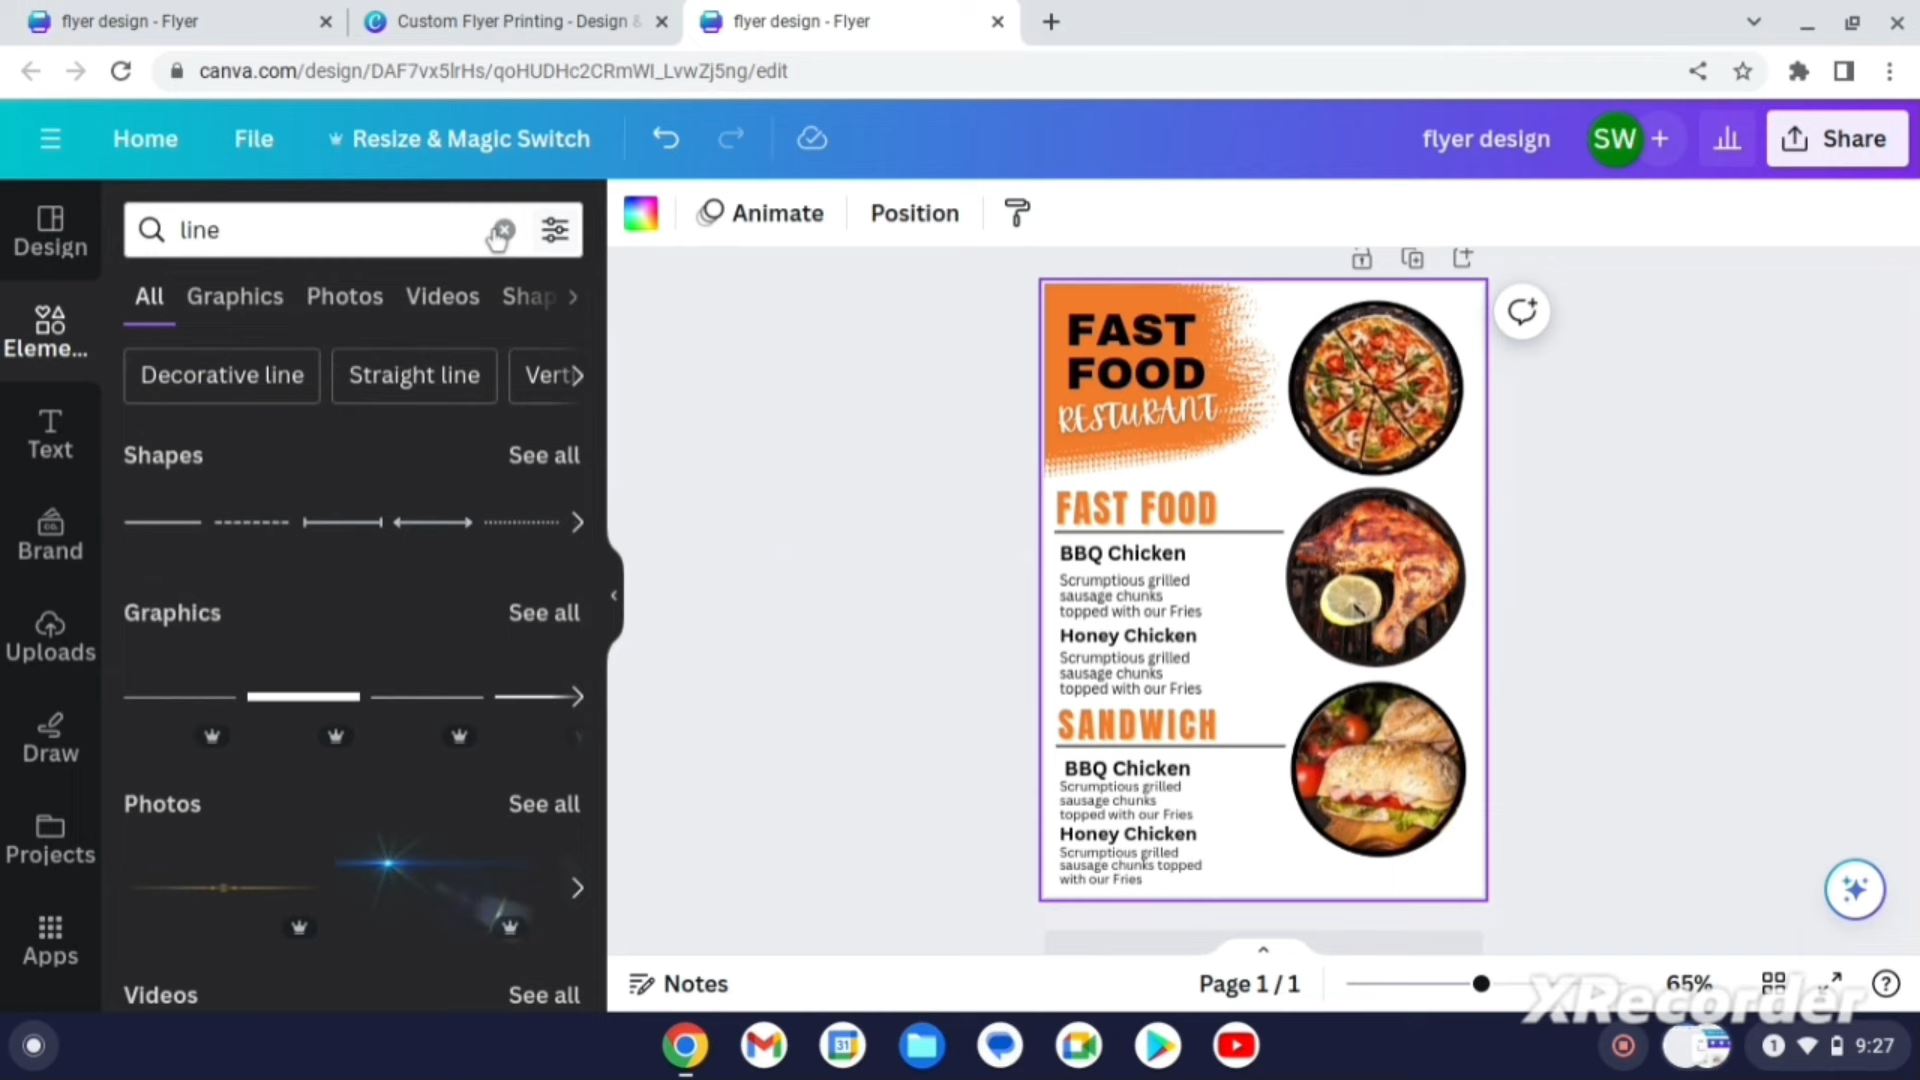 flyer design - Flyer
Custom Flyer Printing - Design &
flyer design - Flyer
canva.com/design/DAF7vx5lrHs/qoHUDHc2CRmWl_LvwZj5ng/edit
Home
File
Resize & Magic Switch
flyer design
SW
Share
Design
line
Animate
Position
All
Graphics
Photos
Videos
Shap
Eleme...
Decorative line
Straight line
Vert
Text
Shapes
See all
Brand
Graphics
See all
Uploads
Draw
Photos
See all
Projects
Apps
Videos
See all
FAST
FOOD
RESTURANT
FAST FOOD
BBQ Chicken
Scrumptious grilled
sausage chunks
topped with our Fries
Honey Chicken
Scrumptious grilled
sausage chunks
topped with our Fries
SANDWICH
BBQ Chicken
Scrumptious grilled
sausage chunks
topped with our Fries
Honey Chicken
Scrumptious grilled
sausage chunks topped
with our Fries
Notes
Page 1 / 1
65%
XRecorder
31
1
9:27